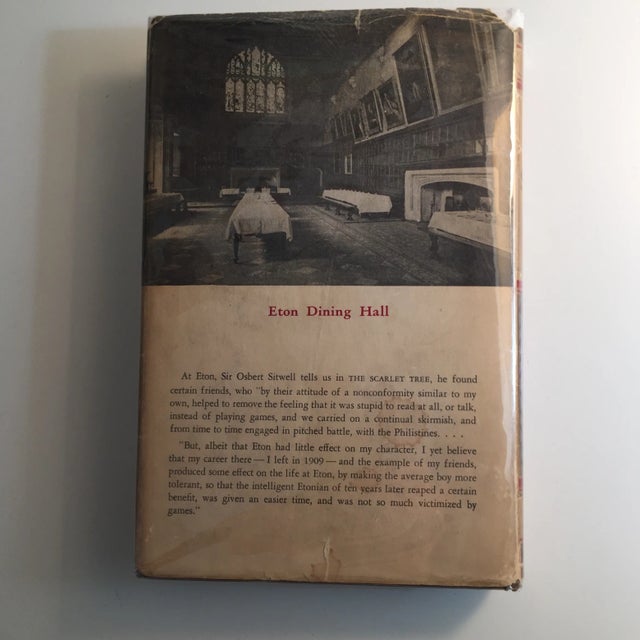 Eton Dining Hall
At Eton, Sir Osbert Sitwell tells us in THE SCARLET TREE, he found
certain friends, who "by their attitude of a nonconformity similar to my
own, helped to remove the feeling that it was stupid to read at all, or talk,
instead of playing games, and we carried on a continual skirmish, and
from time to time engaged in pitched battle, with the Philistines. . . .
"But, albeit that Eton had little effect on my character, I yet believe
that my career there — I left in 1909 — and the example of my friends,
produced some effect on the life at Eton, by making the average boy more
tolerant, so that the intelligent Etonian of ten years later reaped a certain
benefit, was given an easier time, and was not so much victimized by
games."